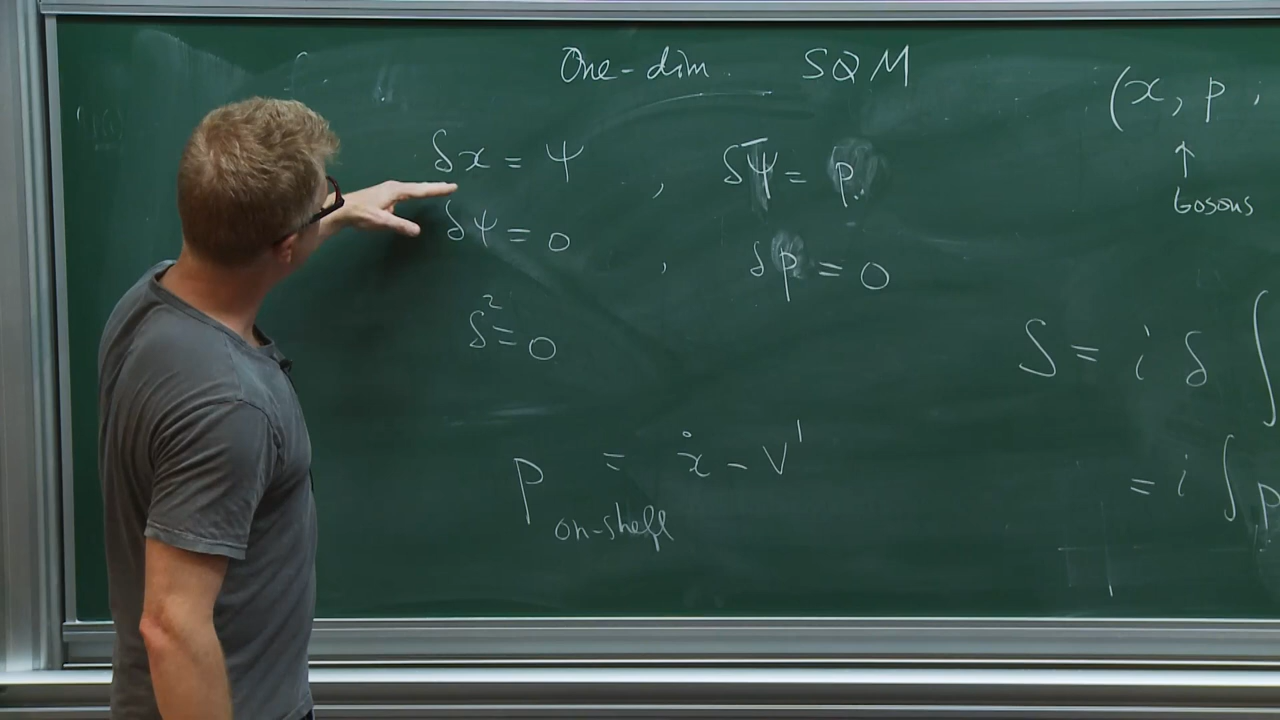 One-dim. SQM
(x, p ,
↑
bosons
δx = ψ , δψ̄ = p.
δψ = 0 , δp = 0
δ² = 0
S = i δ ∫
= i ∫ p
p on-shell = ẋ - V'